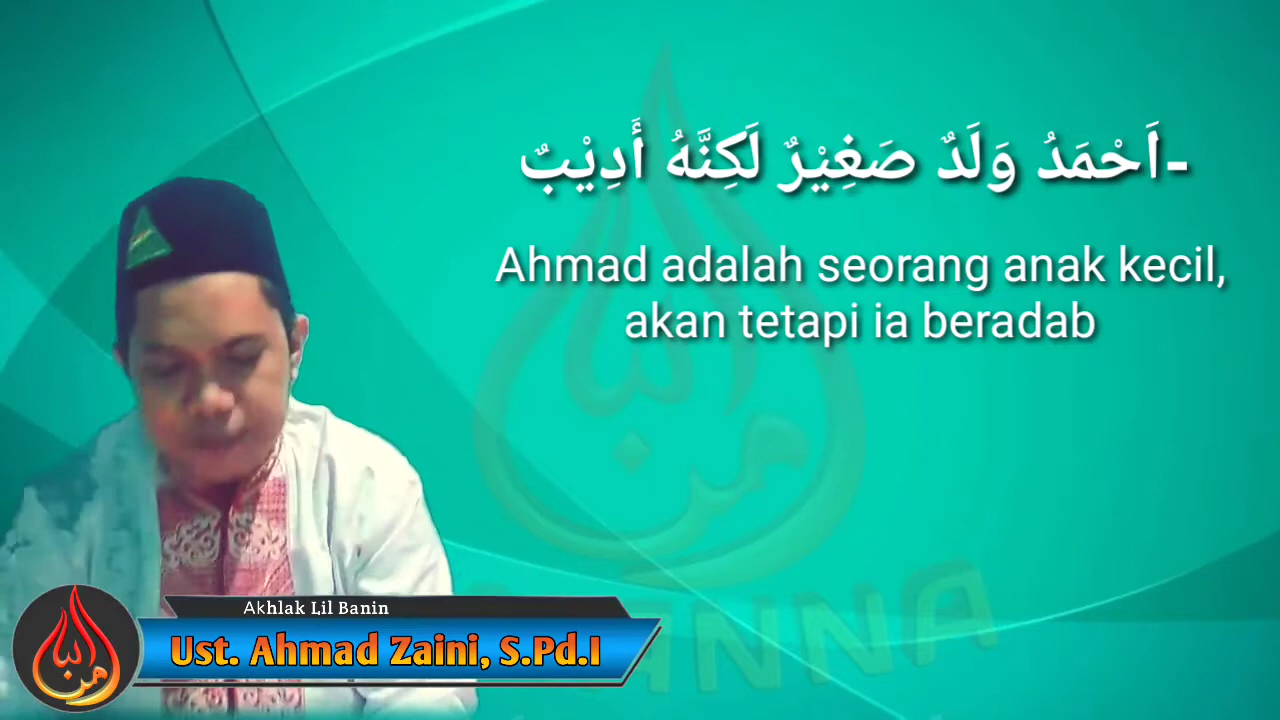 -اَحْمَدُ وَلَدٌ صَغِيْرٌ لَكِنَّهُ أَدِيْبٌ
Ahmad adalah seorang anak kecil,
akan tetapi ia beradab
Akhlak Lil Banin
Ust. Ahmad Zaini, S.Pd.I